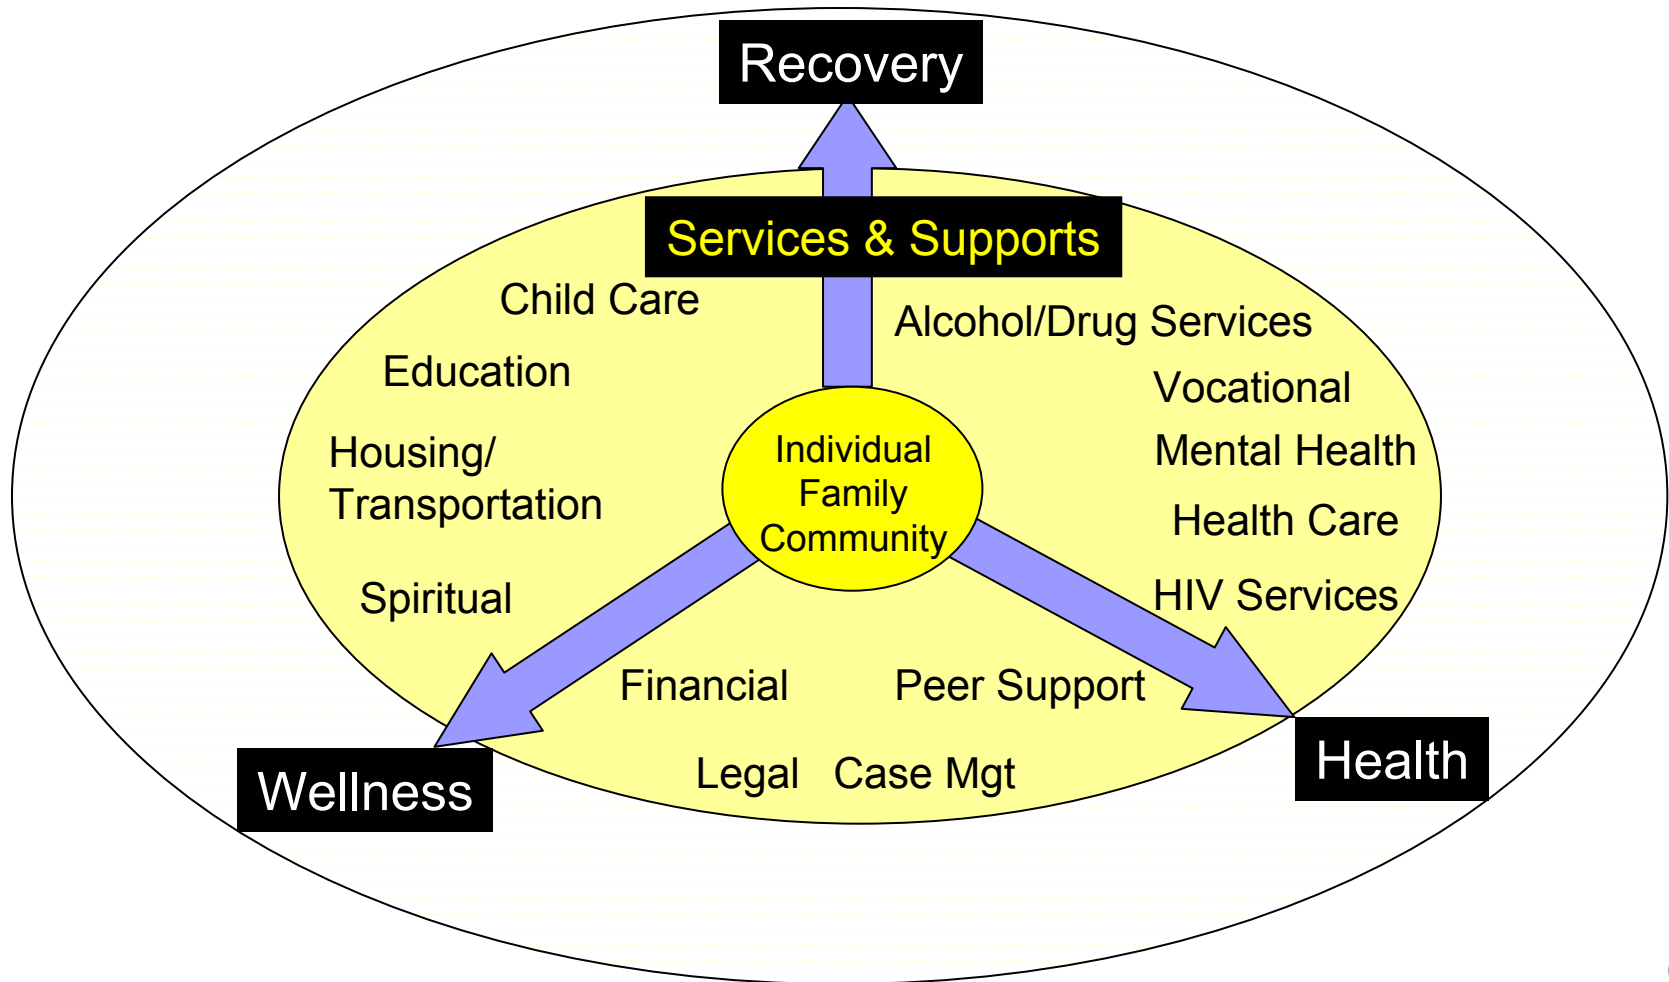 Recovery
Services & Supports
Child Care
Alcohol/Drug Services
Education
Vocational
Housing/
Transportation
Mental Health
Individual
Family
Community
Health Care
Spiritual
HIV Services
Financial
Peer Support
Legal
Case Mgt
Wellness
Health